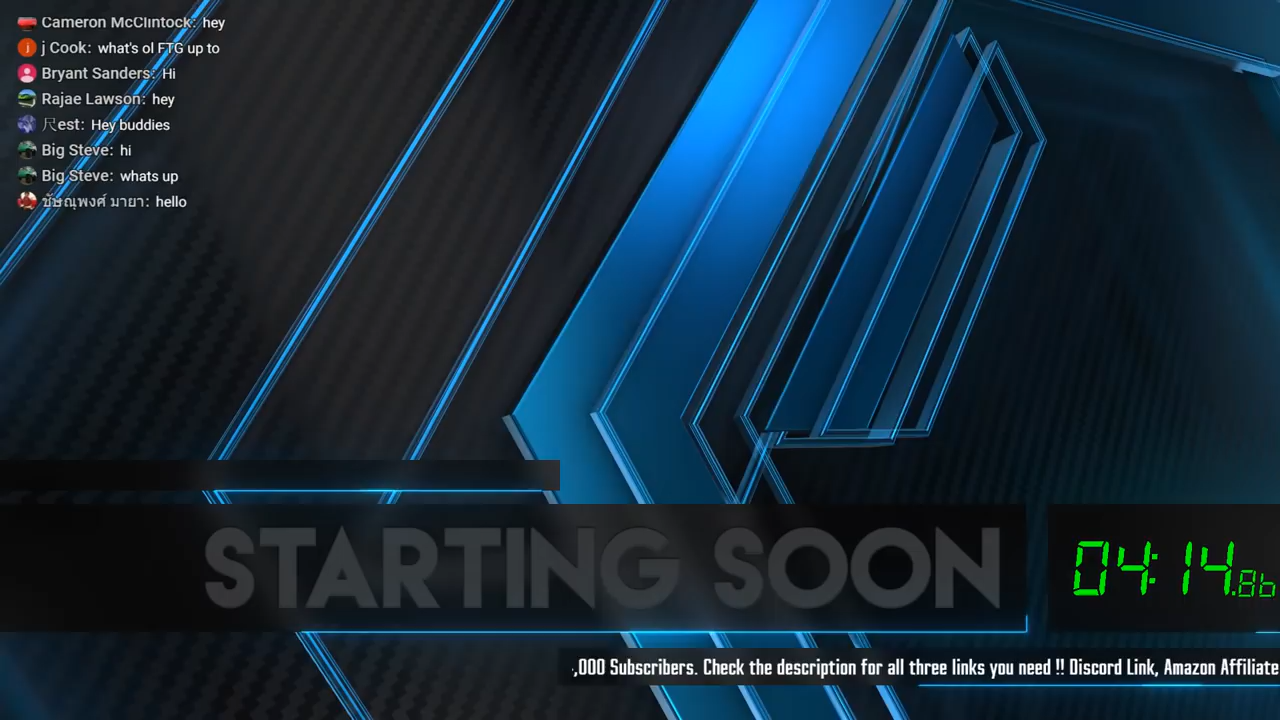 Cameron McClintock: hey
j Cook: what's ol FTG up to
Bryant Sanders: Hi
Rajae Lawson: hey
尺est: Hey buddies
Big Steve: hi
Big Steve: whats up
ชัษณุพงศ์ มายา: hello
STARTING SOON
04:14.86
,000 Subscribers. Check the description for all three links you need !! Discord Link, Amazon Affiliate